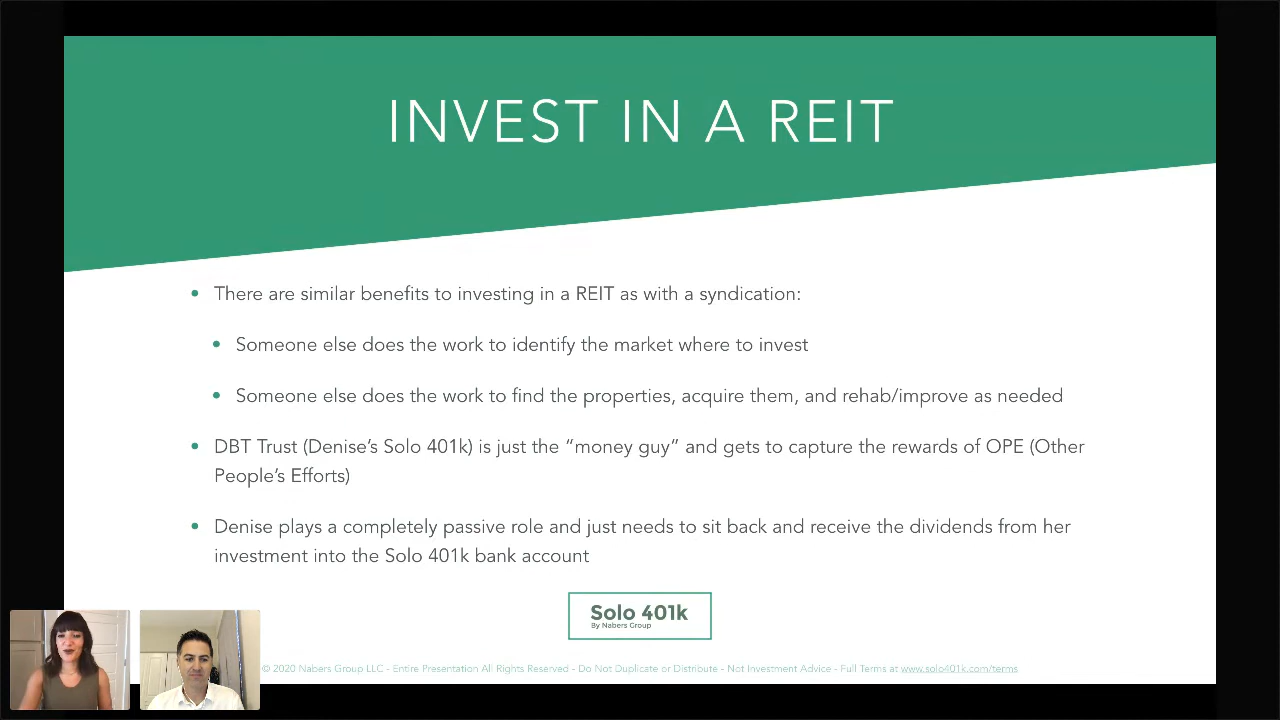 INVEST IN A REIT
There are similar benefits to investing in a REIT as with a syndication:
Someone else does the work to identify the market where to invest
Someone else does the work to find the properties, acquire them, and rehab/improve as needed
DBT Trust (Denise’s Solo 401k) is just the “money guy” and gets to capture the rewards of OPE (Other
People’s Efforts)
Denise plays a completely passive role and just needs to sit back and receive the dividends from her
investment into the Solo 401k bank account
Solo 401k
By Nabers Group
© 2020 Nabers Group LLC - Entire Presentation All Rights Reserved - Do Not Duplicate or Distribute - Not Investment Advice - Full Terms at www.solo401k.com/terms